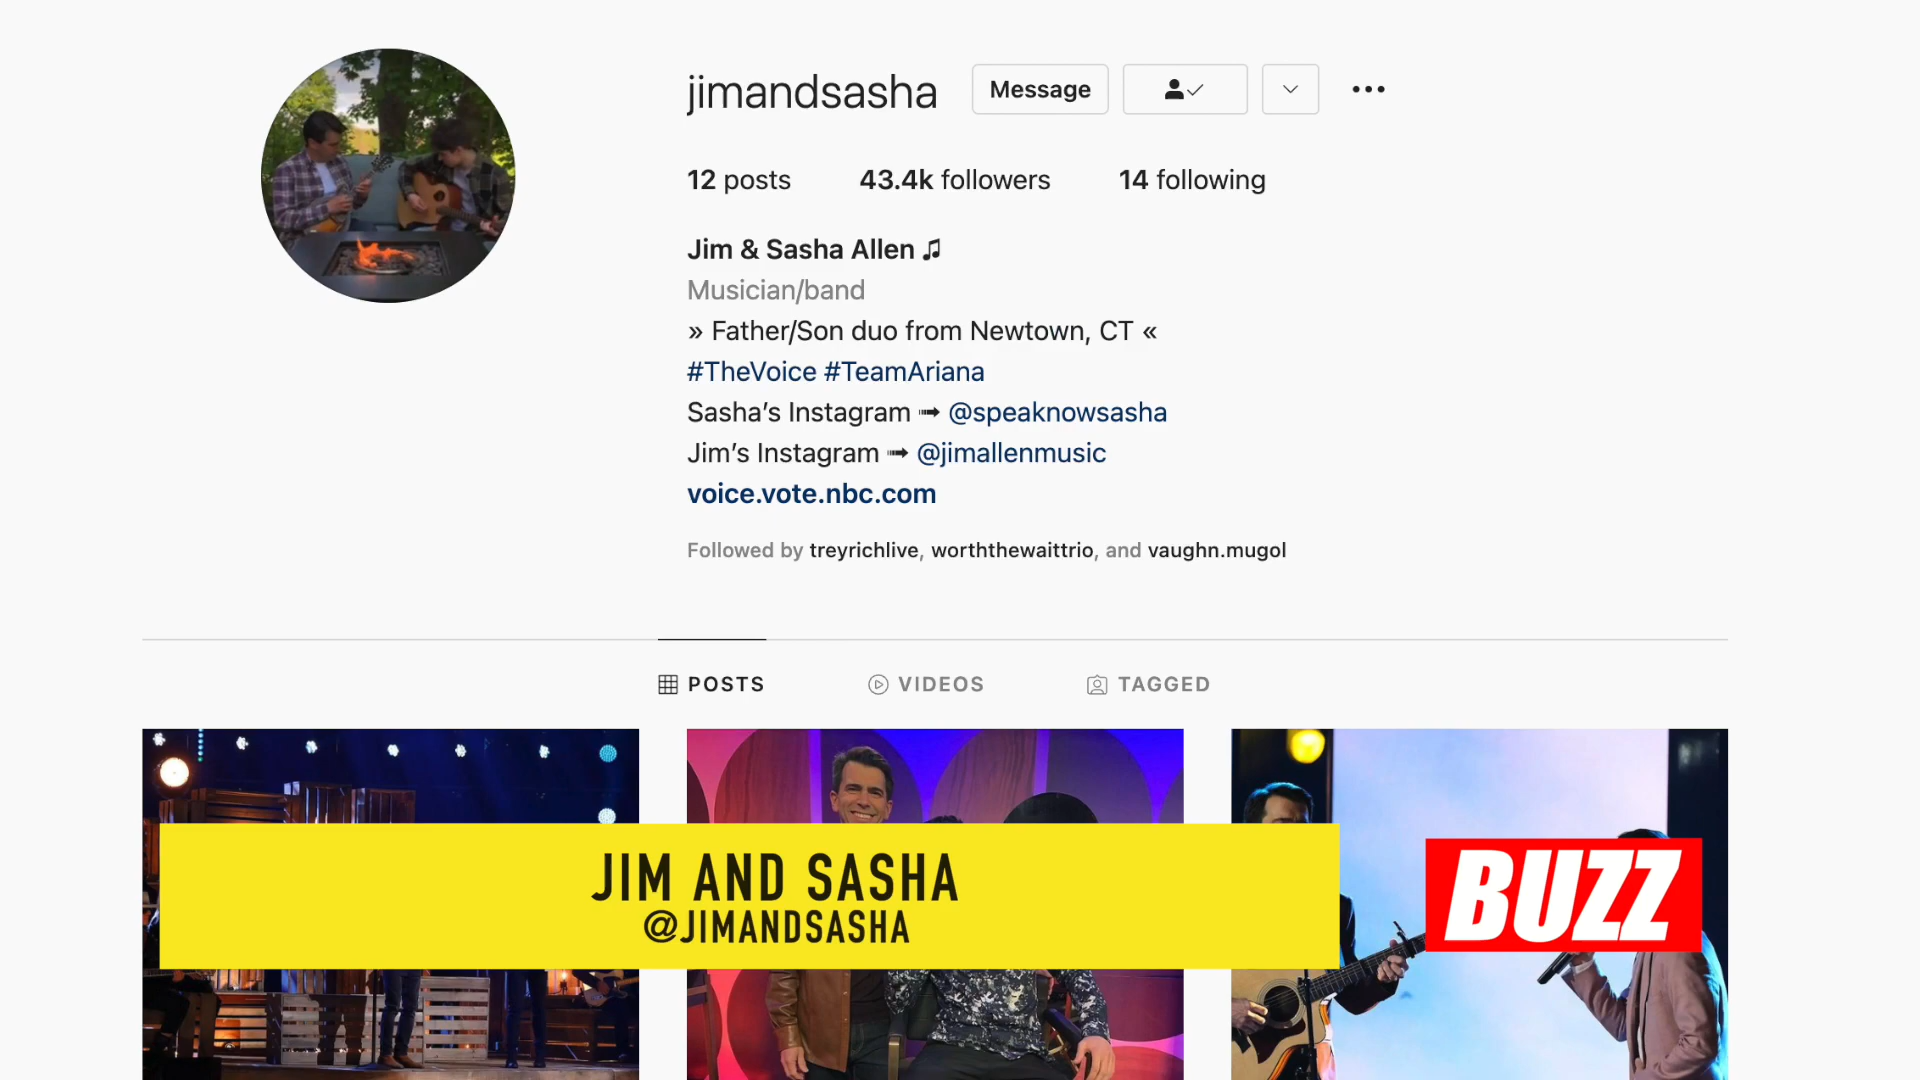 jimandsasha Message
12 posts 43.4k followers 14 following
Jim & Sasha Allen ♫
Musician/band
» Father/Son duo from Newtown, CT «
#TheVoice #TeamAriana
Sasha’s Instagram ➟ @speaknowsasha
Jim’s Instagram ➟ @jimallenmusic
voice.vote.nbc.com
Followed by treyrichlive, worththewaittrio, and vaughn.mugol
POSTS VIDEOS TAGGED
JIM AND SASHA
@JIMANDSASHA
BUZZ